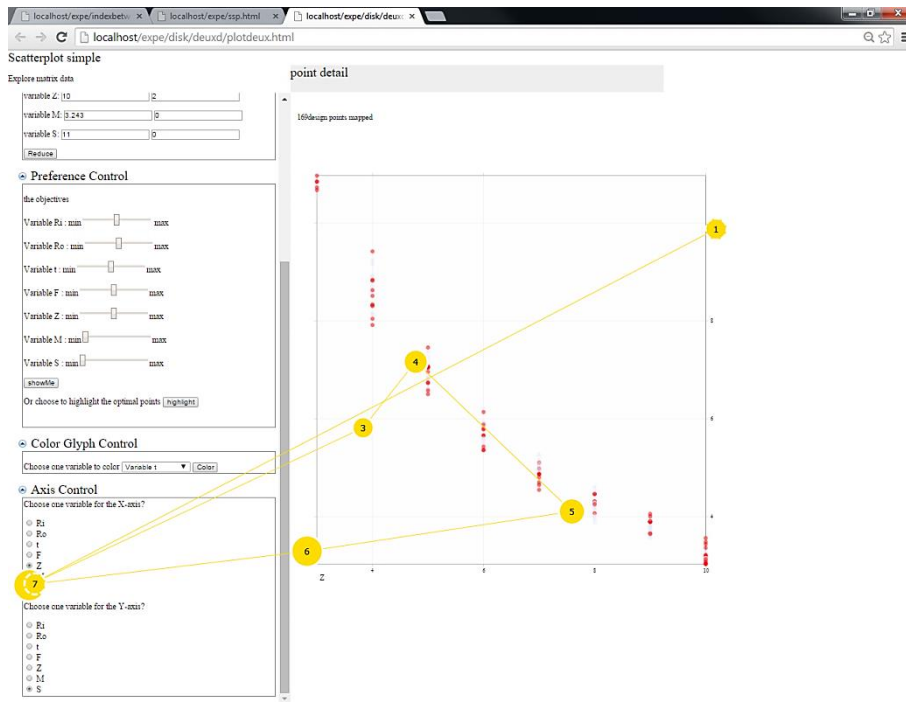 localhost/expe/indexbetw
localhost/expe/ssp.html
localhost/expe/disk/deuxd
localhost/expe/disk/deuxd/plotdeux.html
Scatterplot simple
Explore matrix data
point detail
variable Z: 10 2
variable M: 3.243 0
variable S: 11 0
Reduce
169design points mapped
Preference Control
the objectives
Variable Ri : min max
Variable Ro : min max
Variable t : min max
Variable F : min max
Variable Z : min max
Variable M : min max
Variable S : min max
showMe
Or choose to highlight the optimal points highlight
Color Glyph Control
Choose one variable to color Variable t Color
Axis Control
Choose one variable for the X-axis?
Ri
Ro
t
F
Z
Choose one variable for the Y-axis?
Ri
Ro
t
F
Z
M
S
1
3
4
5
6
7
8
6
4
4 6 8 10
Z